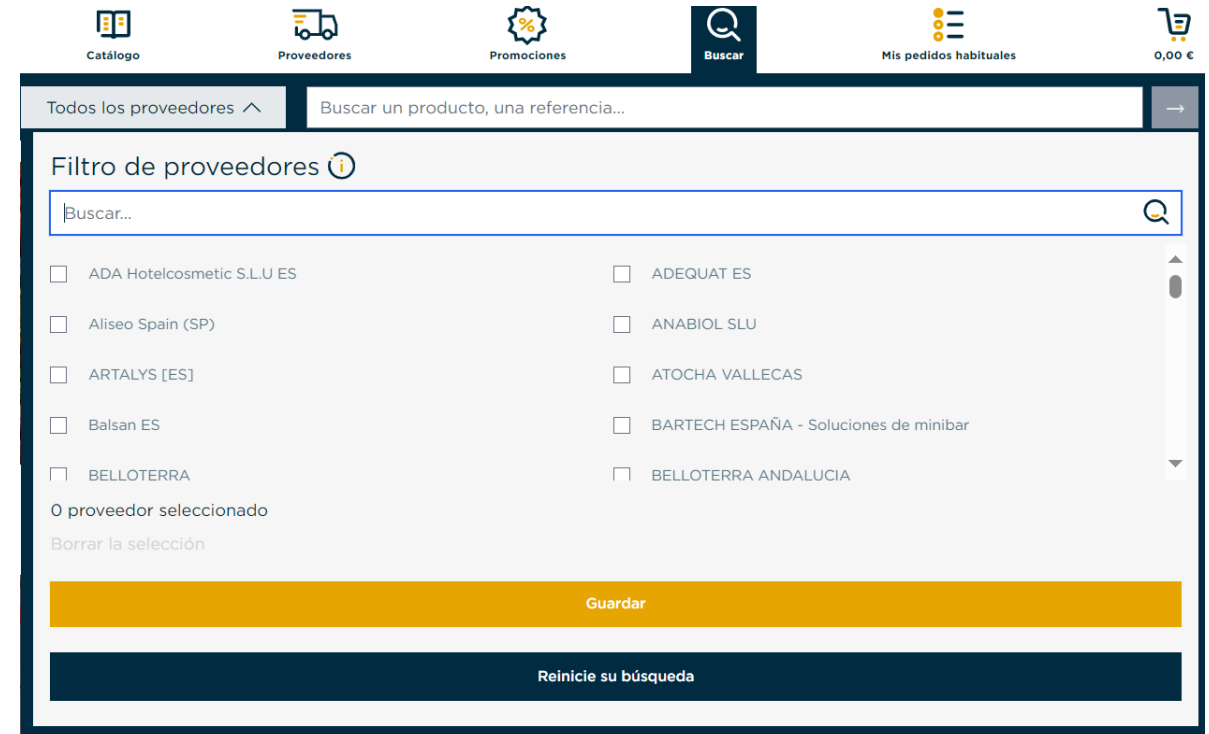 Catálogo
Proveedores
%
Promociones
Buscar
Mis pedidos habituales
0,00 €
Todos los proveedores
Buscar un producto, una referencia...
→
Filtro de proveedores i
Buscar...
ADA Hotelcosmetic S.L.U ES
ADEQUAT ES
Aliseo Spain (SP)
ANABIOL SLU
ARTALYS [ES]
ATOCHA VALLECAS
Balsan ES
BARTECH ESPAÑA - Soluciones de minibar
BELLOTERRA
BELLOTERRA ANDALUCIA
0 proveedor seleccionado
Borrar la selección
Guardar
Reinicie su búsqueda